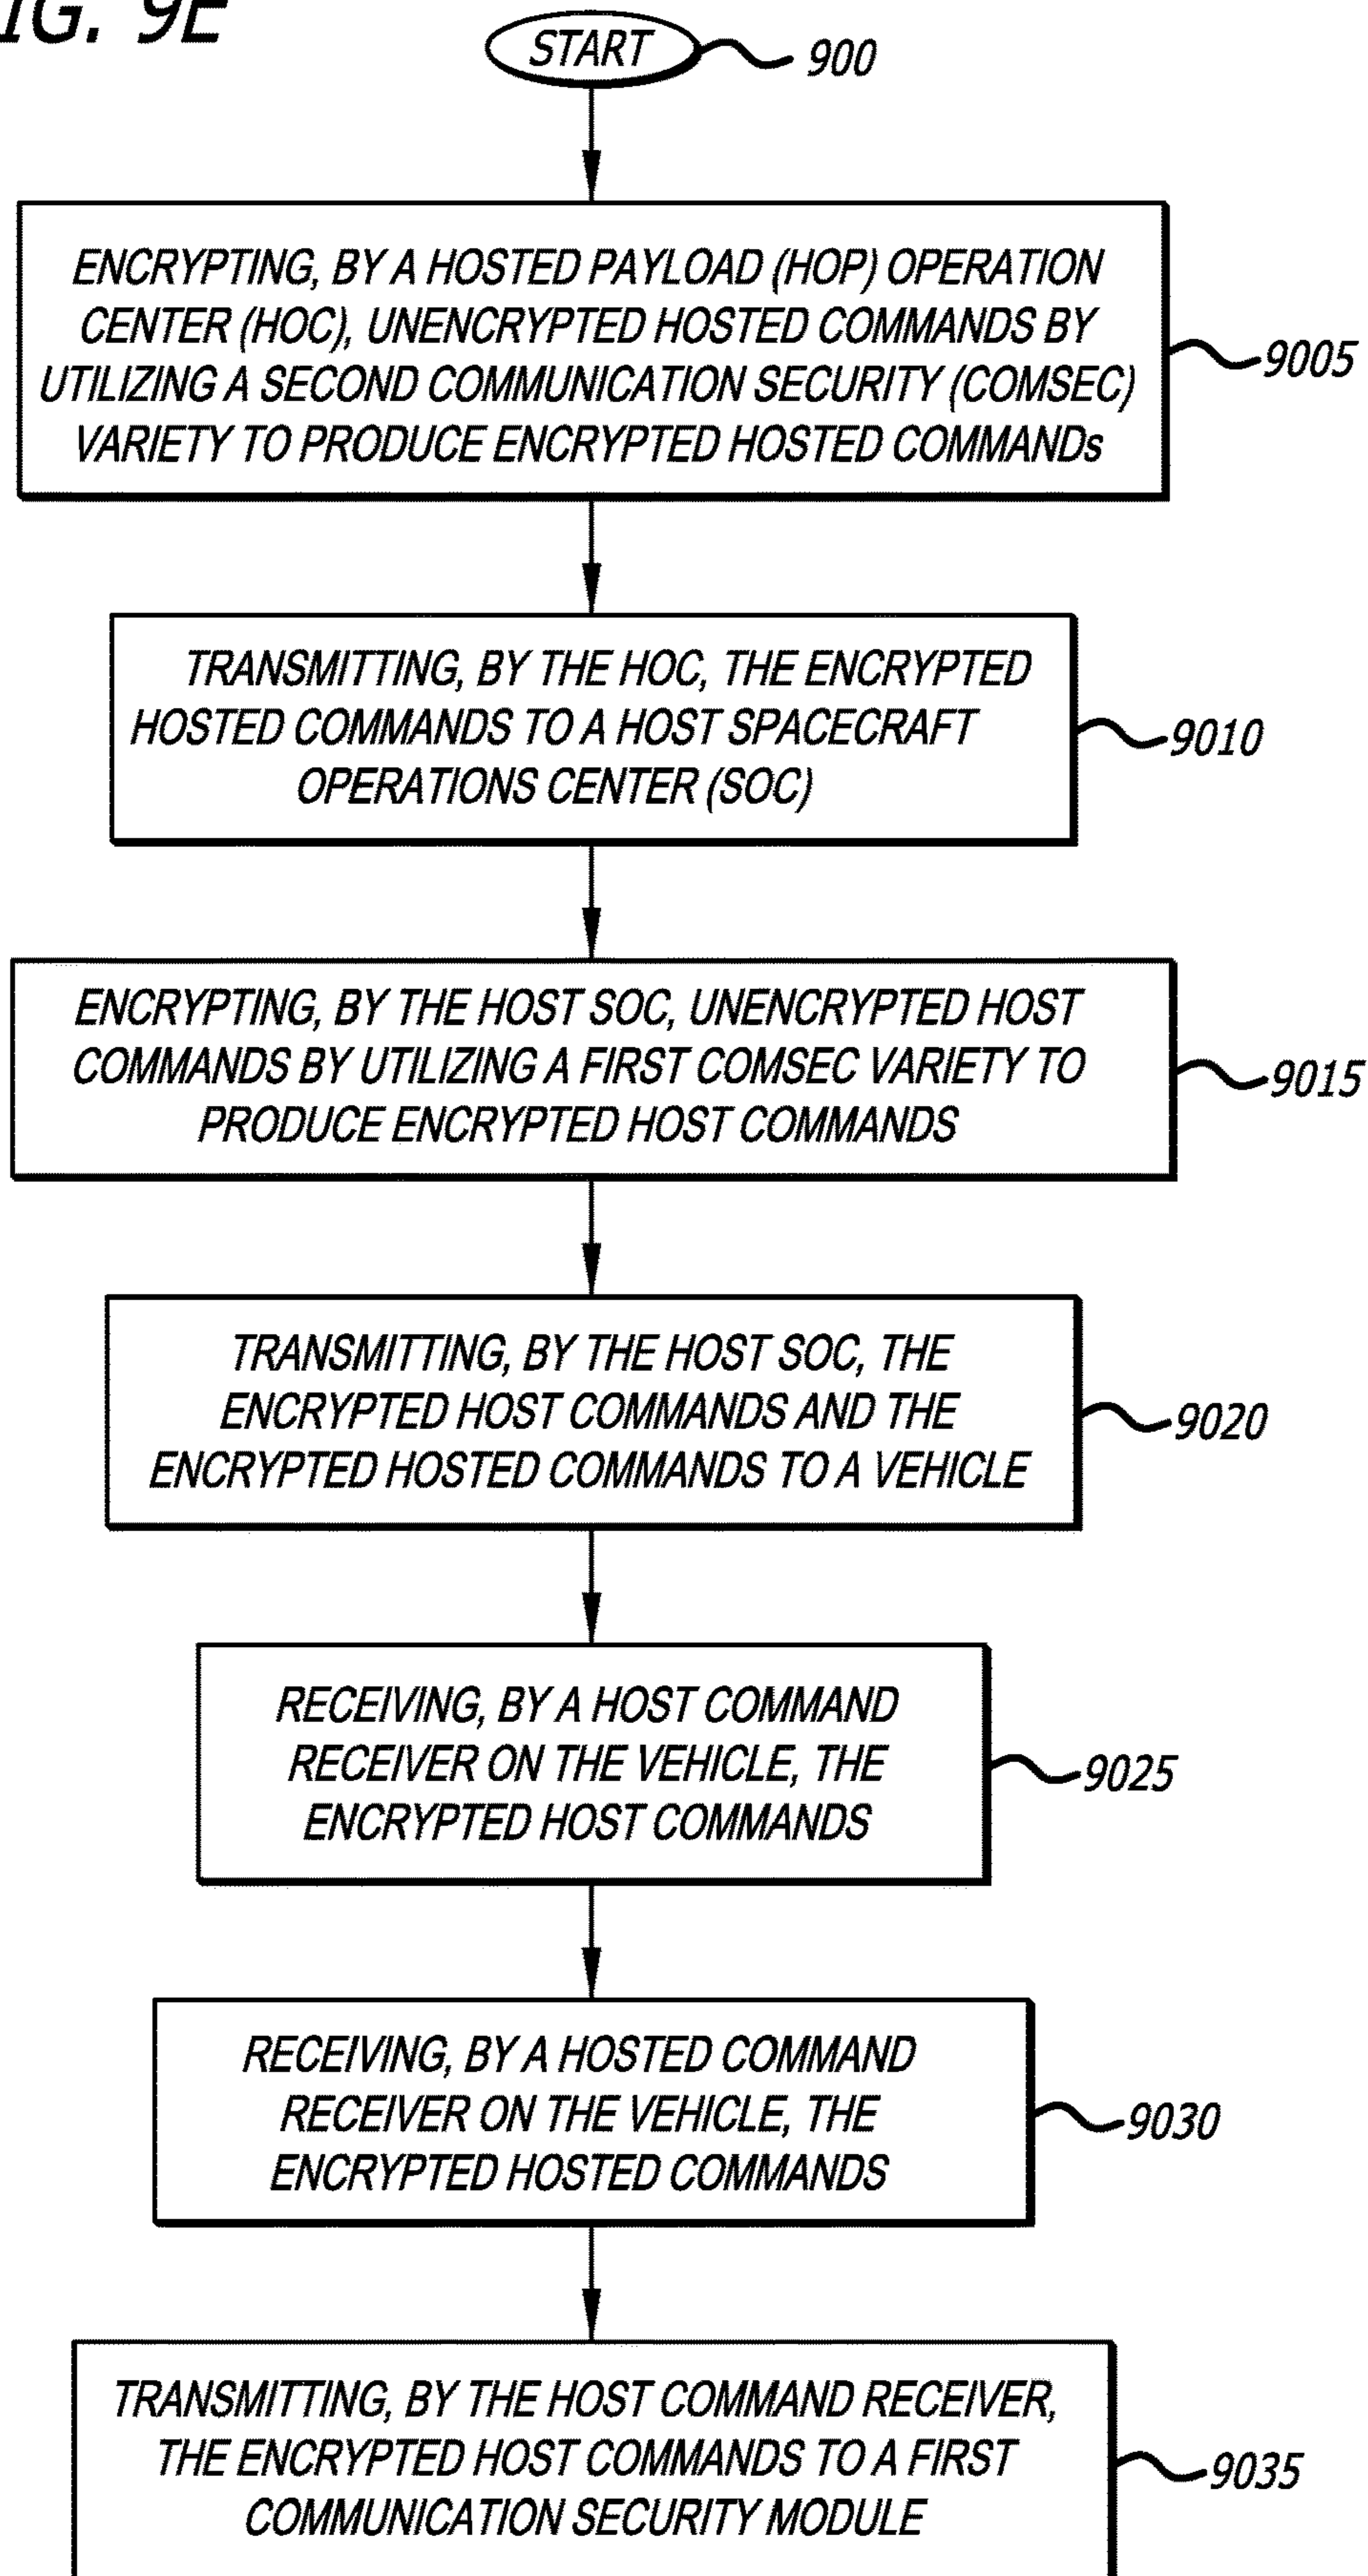 IG. 9E
START
900
ENCRYPTING, BY A HOSTED PAYLOAD (HOP) OPERATION
CENTER (HOC), UNENCRYPTED HOSTED COMMANDS BY
UTILIZING A SECOND COMMUNICATION SECURITY (COMSEC)
VARIETY TO PRODUCE ENCRYPTED HOSTED COMMANDs
9005
TRANSMITTING, BY THE HOC, THE ENCRYPTED
HOSTED COMMANDS TO A HOST SPACECRAFT
OPERATIONS CENTER (SOC)
9010
ENCRYPTING, BY THE HOST SOC, UNENCRYPTED HOST
COMMANDS BY UTILIZING A FIRST COMSEC VARIETY TO
PRODUCE ENCRYPTED HOST COMMANDS
9015
TRANSMITTING, BY THE HOST SOC, THE
ENCRYPTED HOST COMMANDS AND THE
ENCRYPTED HOSTED COMMANDS TO A VEHICLE
9020
RECEIVING, BY A HOST COMMAND
RECEIVER ON THE VEHICLE, THE
ENCRYPTED HOST COMMANDS
9025
RECEIVING, BY A HOSTED COMMAND
RECEIVER ON THE VEHICLE, THE
ENCRYPTED HOSTED COMMANDS
9030
TRANSMITTING, BY THE HOST COMMAND RECEIVER,
THE ENCRYPTED HOST COMMANDS TO A FIRST
COMMUNICATION SECURITY MODULE
9035